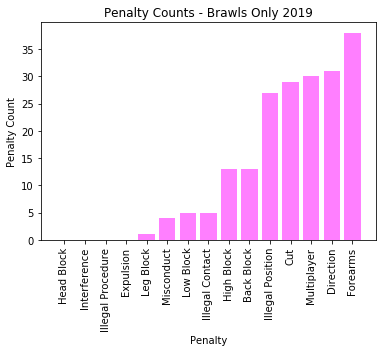 Penalty Counts - Brawls Only 2019
Penalty Count
35
30
25
20
15
10
5
0
Head Block
Interference
Illegal Procedure
Expulsion
Leg Block
Misconduct
Low Block
Illegal Contact
High Block
Back Block
Illegal Position
Cut
Multiplayer
Direction
Forearms
Penalty